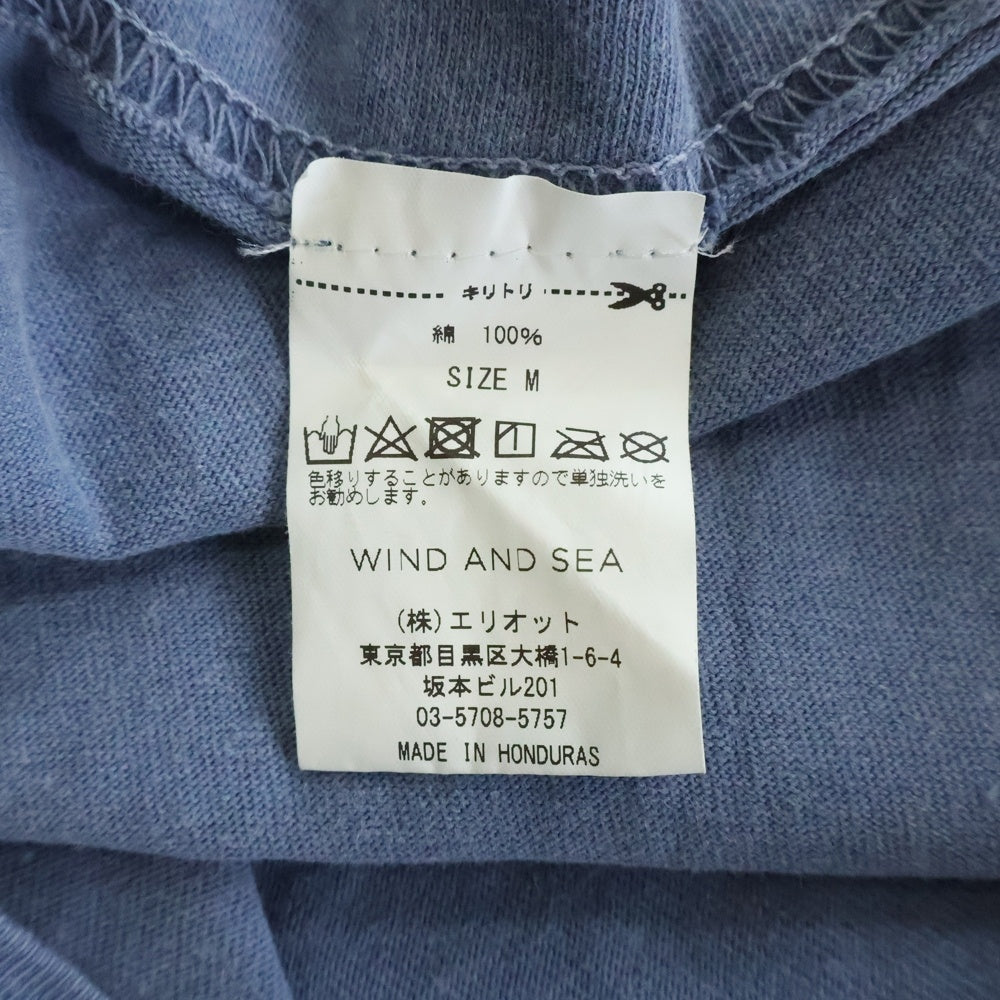 キリトリ
綿 100%
SIZE M
色移りすることがありますので単独洗いを
お勧めします。
WIND AND SEA
(株)エリオット
東京都目黒区大橋1-6-4
坂本ビル201
03-5708-5757
MADE IN HONDURAS